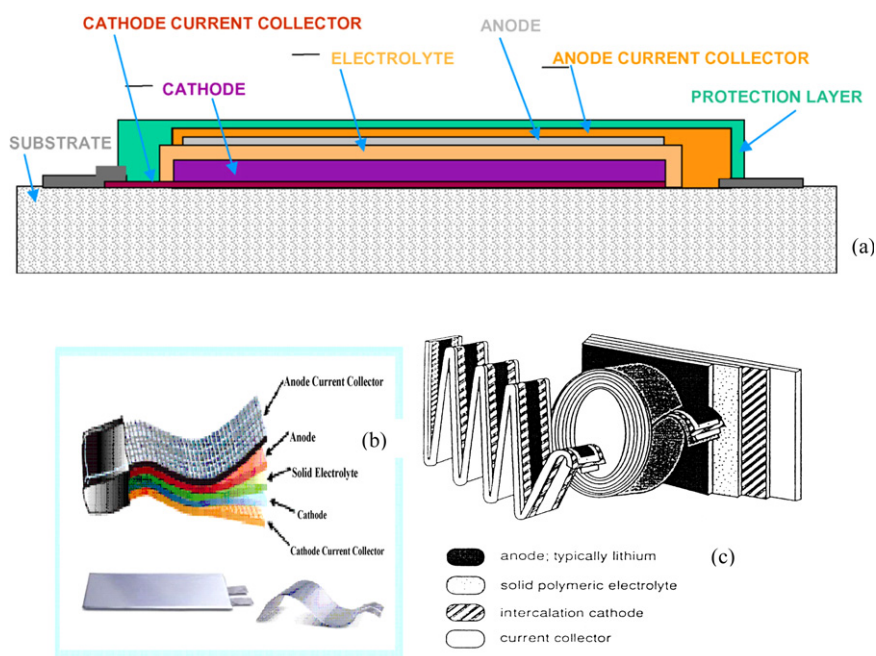 CATHODE CURRENT COLLECTOR
ANODE
ELECTROLYTE
ANODE CURRENT COLLECTOR
CATHODE
PROTECTION LAYER
SUBSTRATE
(a)
Anode Current Collector
(b)
Anode
Solid Electrolyte
Cathode
Cathode Current Collector
(c)
anode; typically lithium
solid polymeric electrolyte
intercalation cathode
current collector